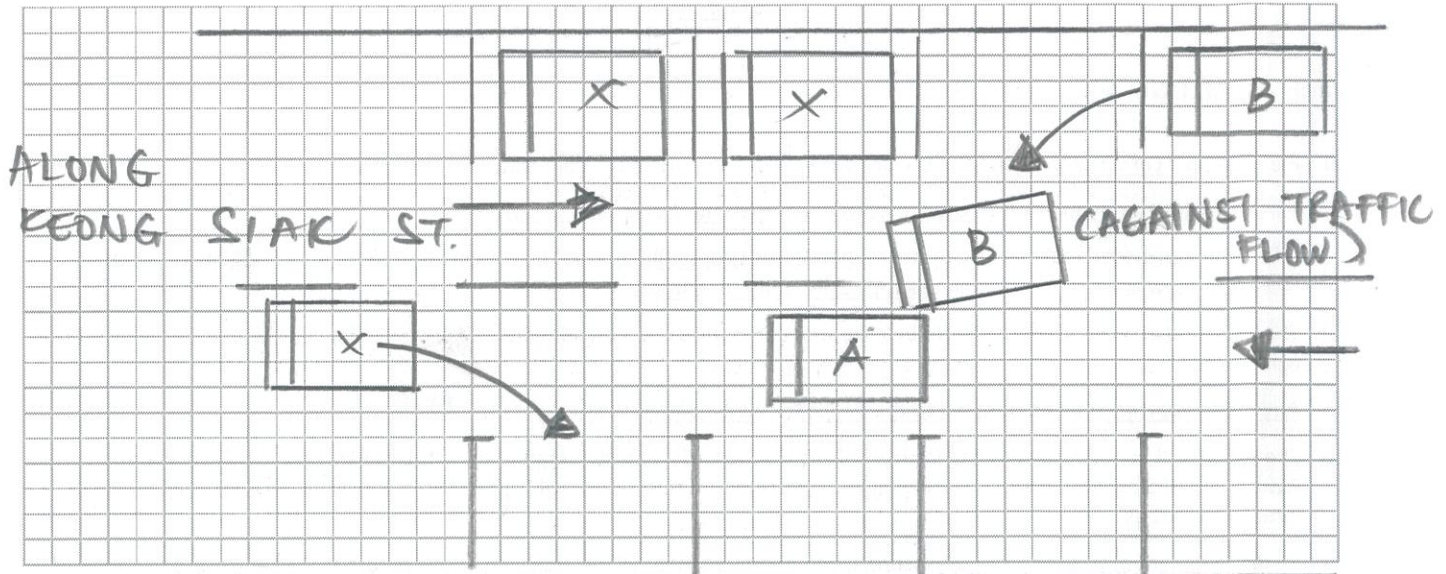 X X B
ALONG
KEONG SIAK ST.
B (AGAINST TRAFFIC
FLOW)
X A